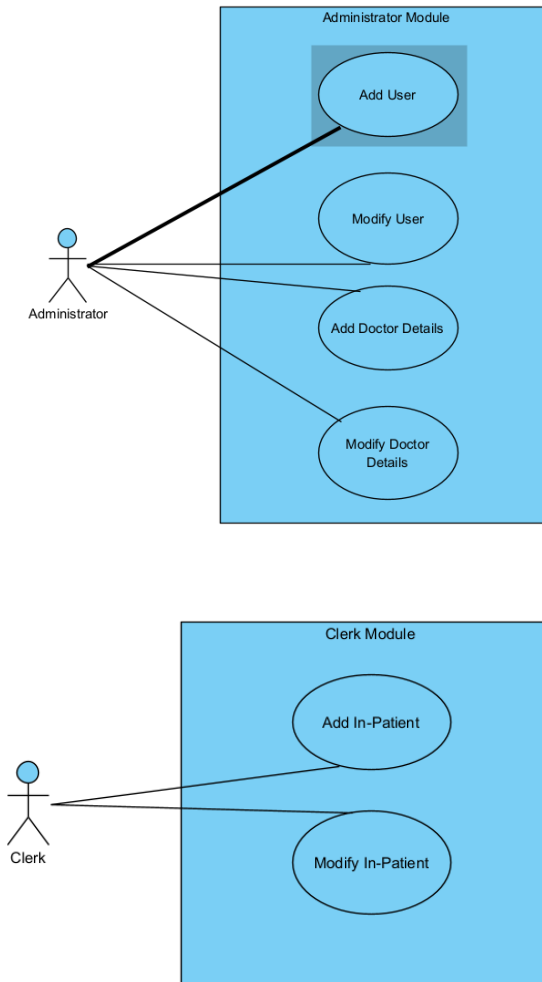 Administrator Module
Add User
Modify User
Administrator
Add Doctor Details
Modify Doctor
Details
Clerk Module
Add In-Patient
Clerk
Modify In-Patient